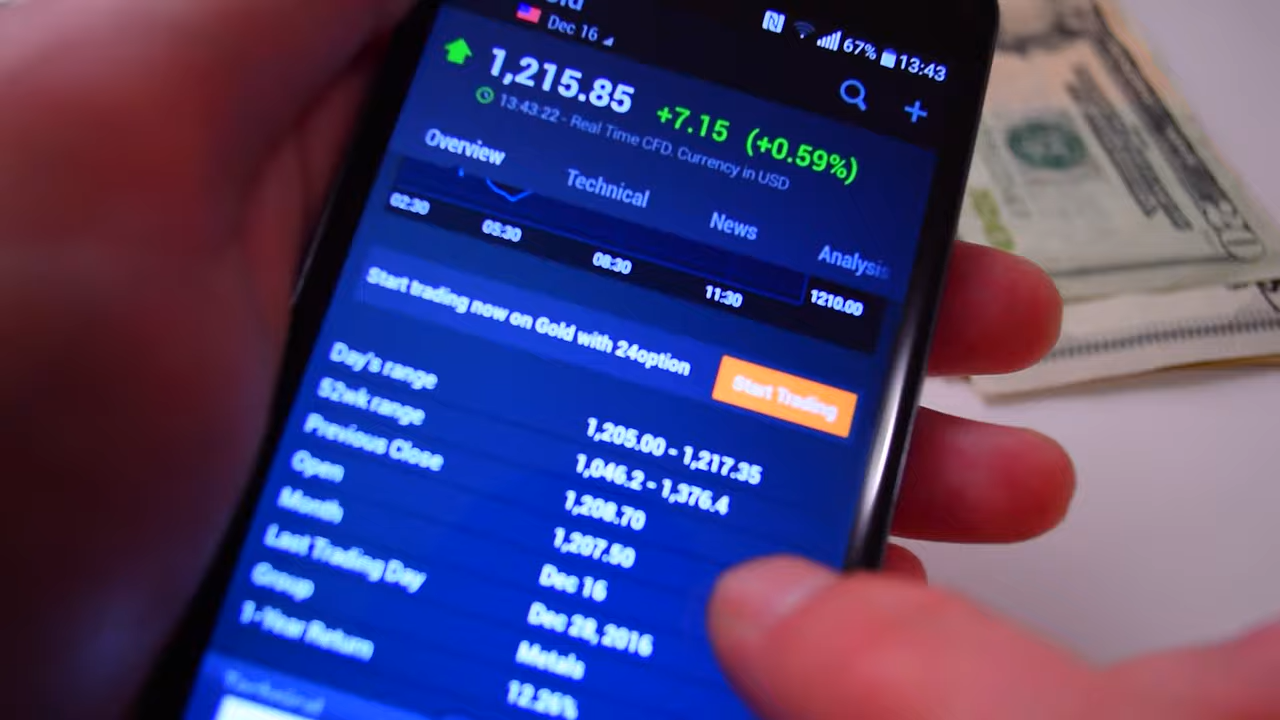 Dec 16
67% 13:43
1,215.85 +7.15 (+0.59%)
13:43:22 - Real Time CFD. Currency in USD
Overview Technical News Analysis
02:30 05:30 08:30 11:30 1210.00
Start trading now on Gold with 24option
Start Trading
Day's range 1,205.00 - 1,217.35
52wk range 1,046.2 - 1,376.4
Previous Close 1,208.70
Open 1,207.50
Month Dec 16
Last Trading Day Dec 28, 2016
Group Metals
1-Year Return 12.26%
Technical